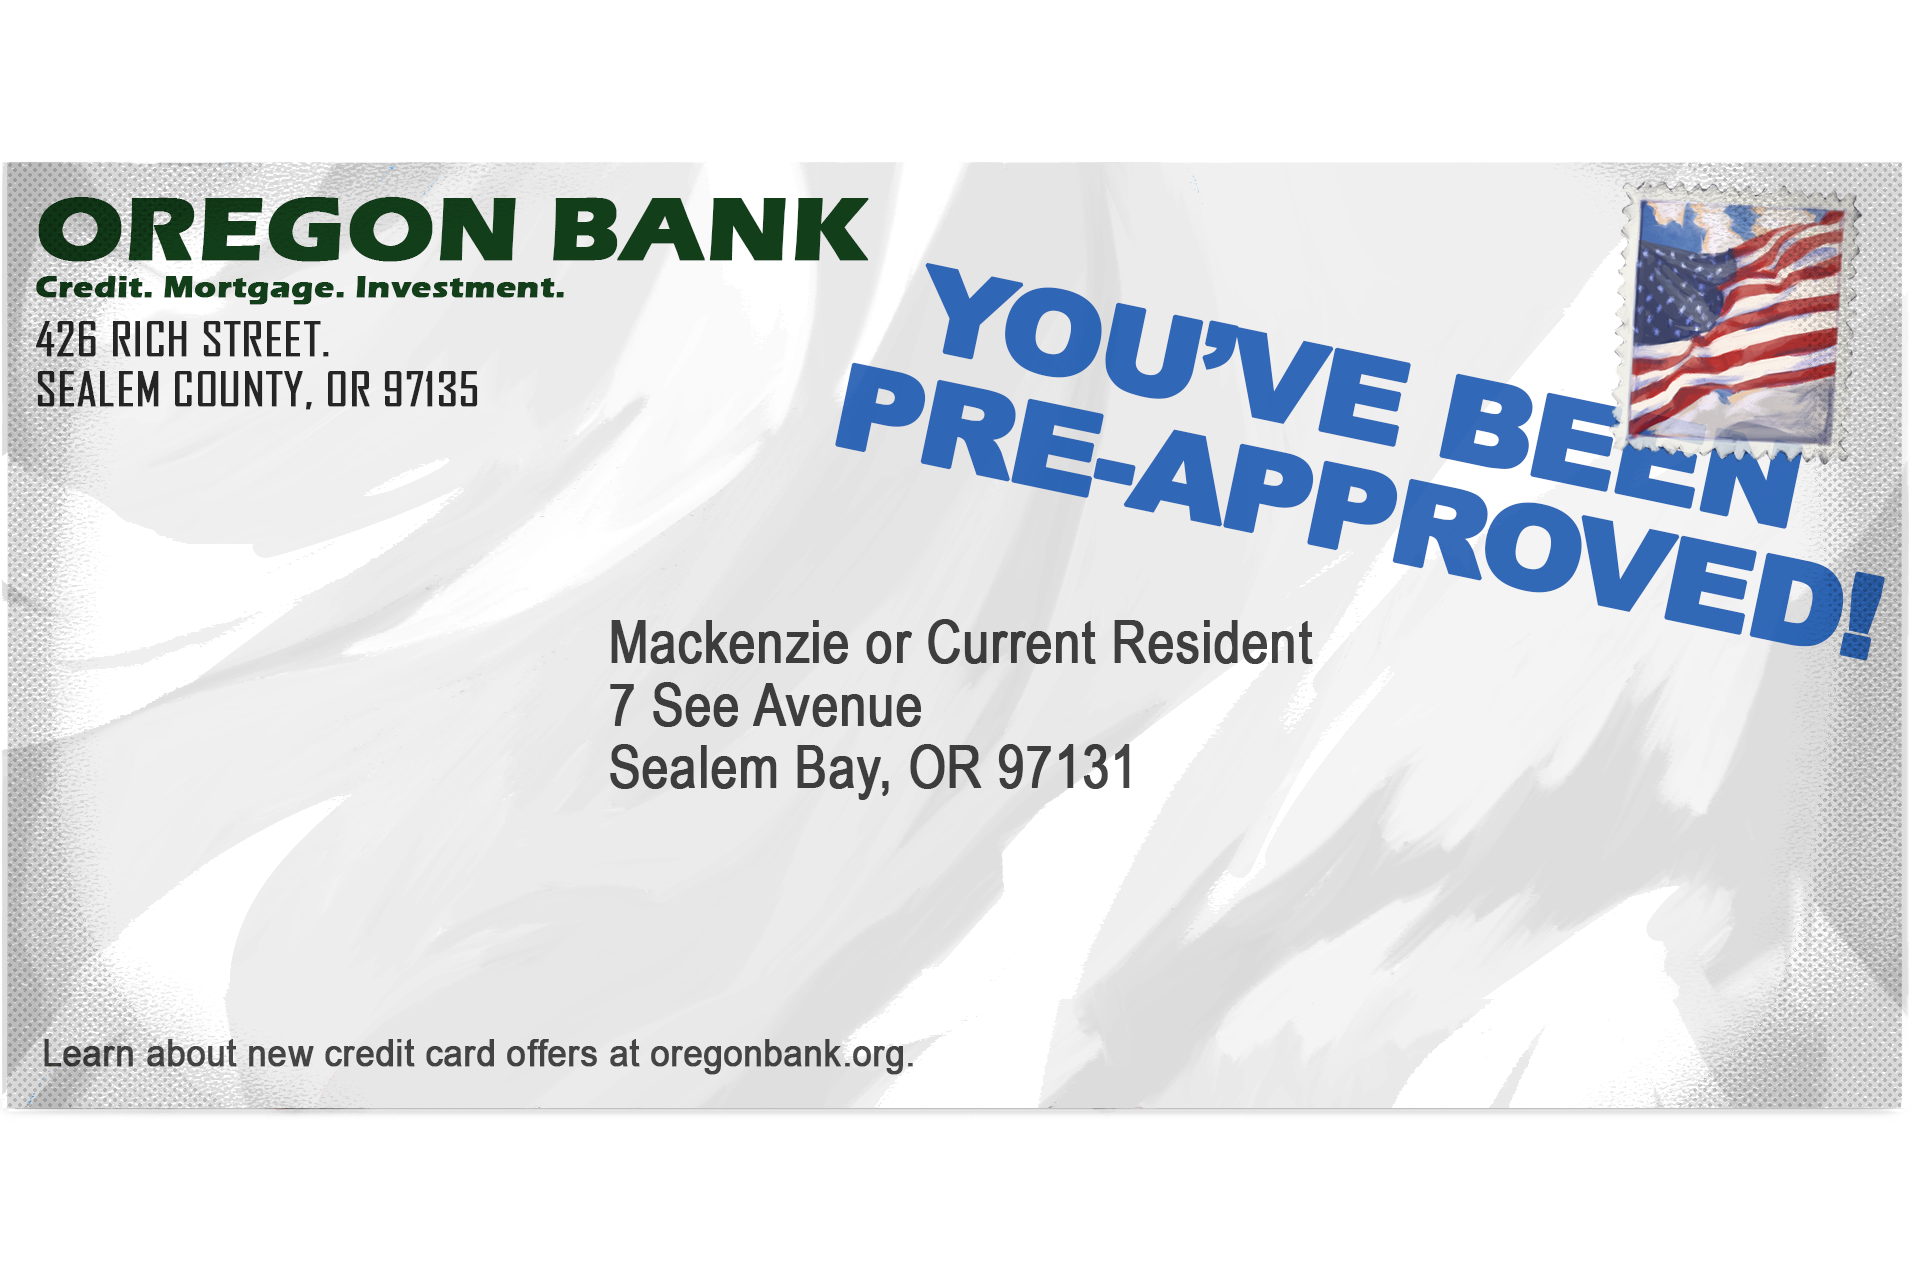 OREGON BANK
Credit. Mortgage. Investment.
426 RICH STREET.
SEALEM COUNTY, OR 97135
YOU'VE BEEN
PRE-APPROVED!
Mackenzie or Current Resident
7 See Avenue
Sealem Bay, OR 97131
Learn about new credit card offers at oregonbank.org.